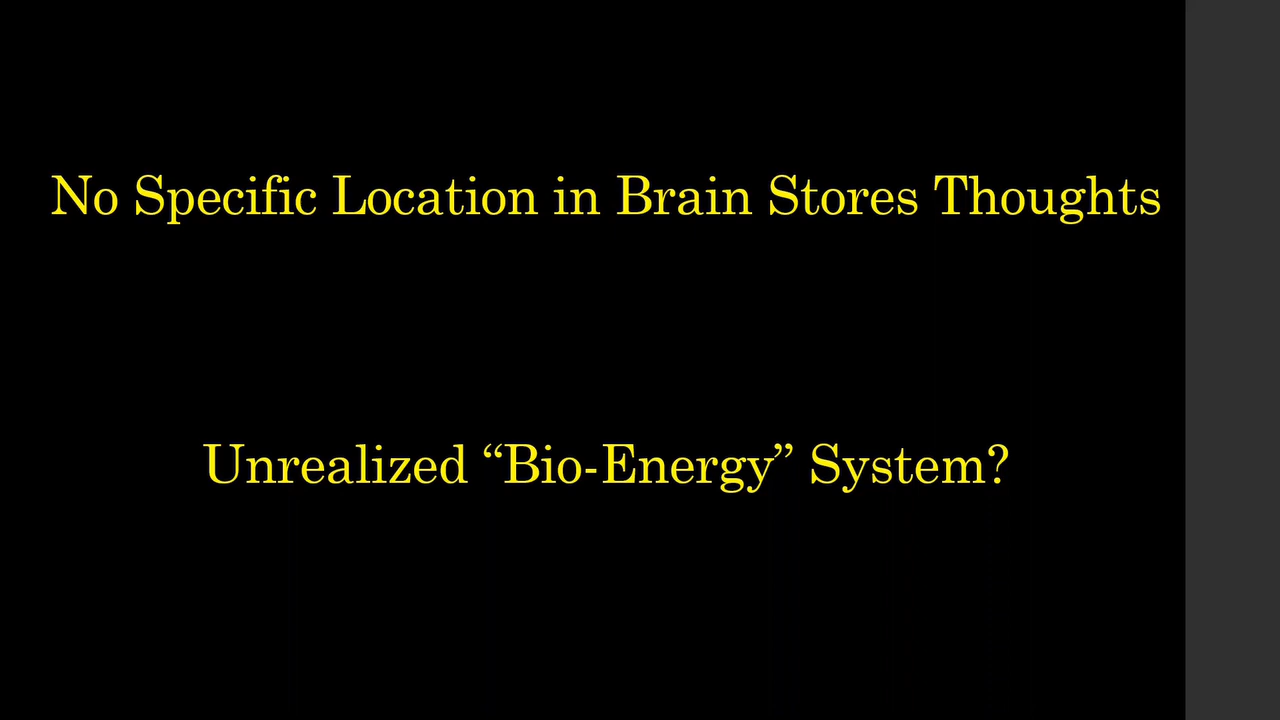 No Specific Location in Brain Stores Thoughts
Unrealized “Bio-Energy” System?